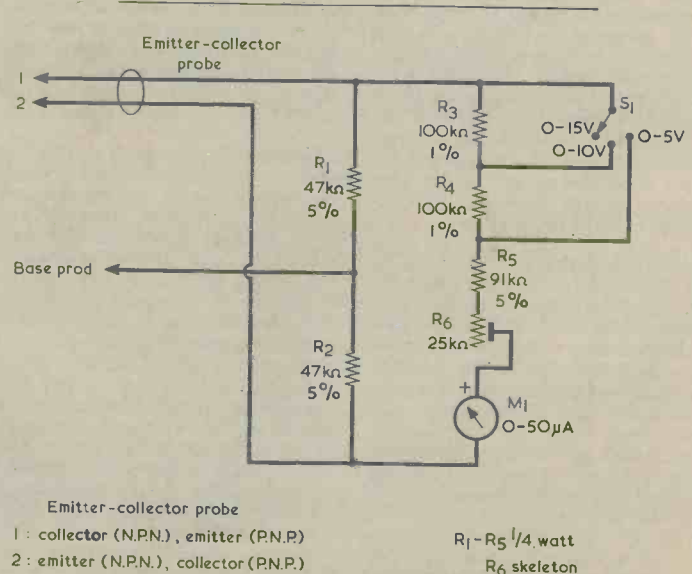 Emitter-collector
probe
1
2
R3
100kΩ
1%
S1
0-15V
0-5V
0-10V
R1
47kΩ
5%
R4
100kΩ
1%
Base prod
R5
91kΩ
5%
R6
25kΩ
R2
47kΩ
5%
+
M1
0-50µA
Emitter-collector probe
1 : collector (N.P.N.), emitter (P.N.P.)
2 : emitter (N.P.N.), collector (P.N.P.)
R1-R5 1/4 watt
R6 skeleton